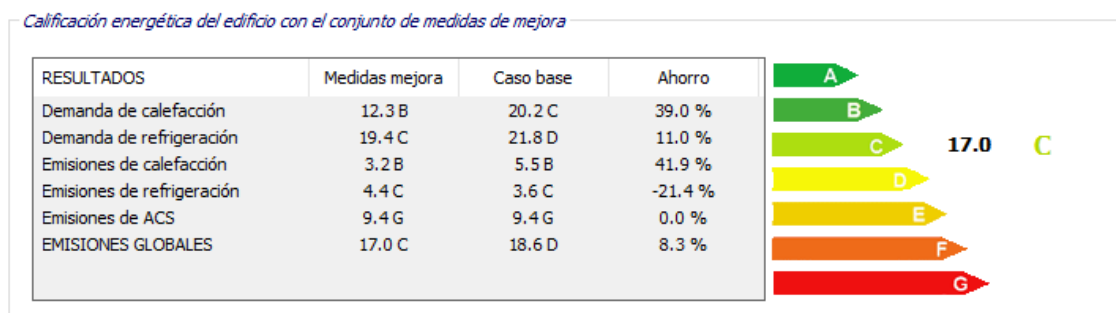 Calificación energética del edificio con el conjunto de medidas de mejora
RESULTADOS Medidas mejora Caso base Ahorro
Demanda de calefacción 12.3 B 20.2 C 39.0 %
Demanda de refrigeración 19.4 C 21.8 D 11.0 %
Emisiones de calefacción 3.2 B 5.5 B 41.9 %
Emisiones de refrigeración 4.4 C 3.6 C -21.4 %
Emisiones de ACS 9.4 G 9.4 G 0.0 %
EMISIONES GLOBALES 17.0 C 18.6 D 8.3 %
A
B
C 17.0 C
D
E
F
G